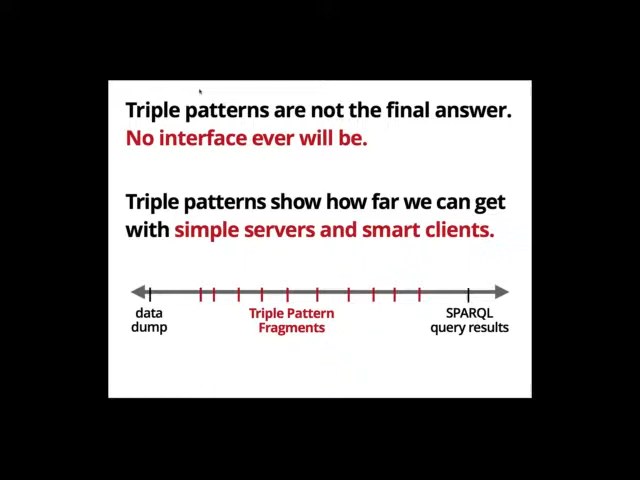 Triple patterns are not the final answer.
No interface ever will be.
Triple patterns show how far we can get
with simple servers and smart clients.
data
dump
Triple Pattern
Fragments
SPARQL
query results